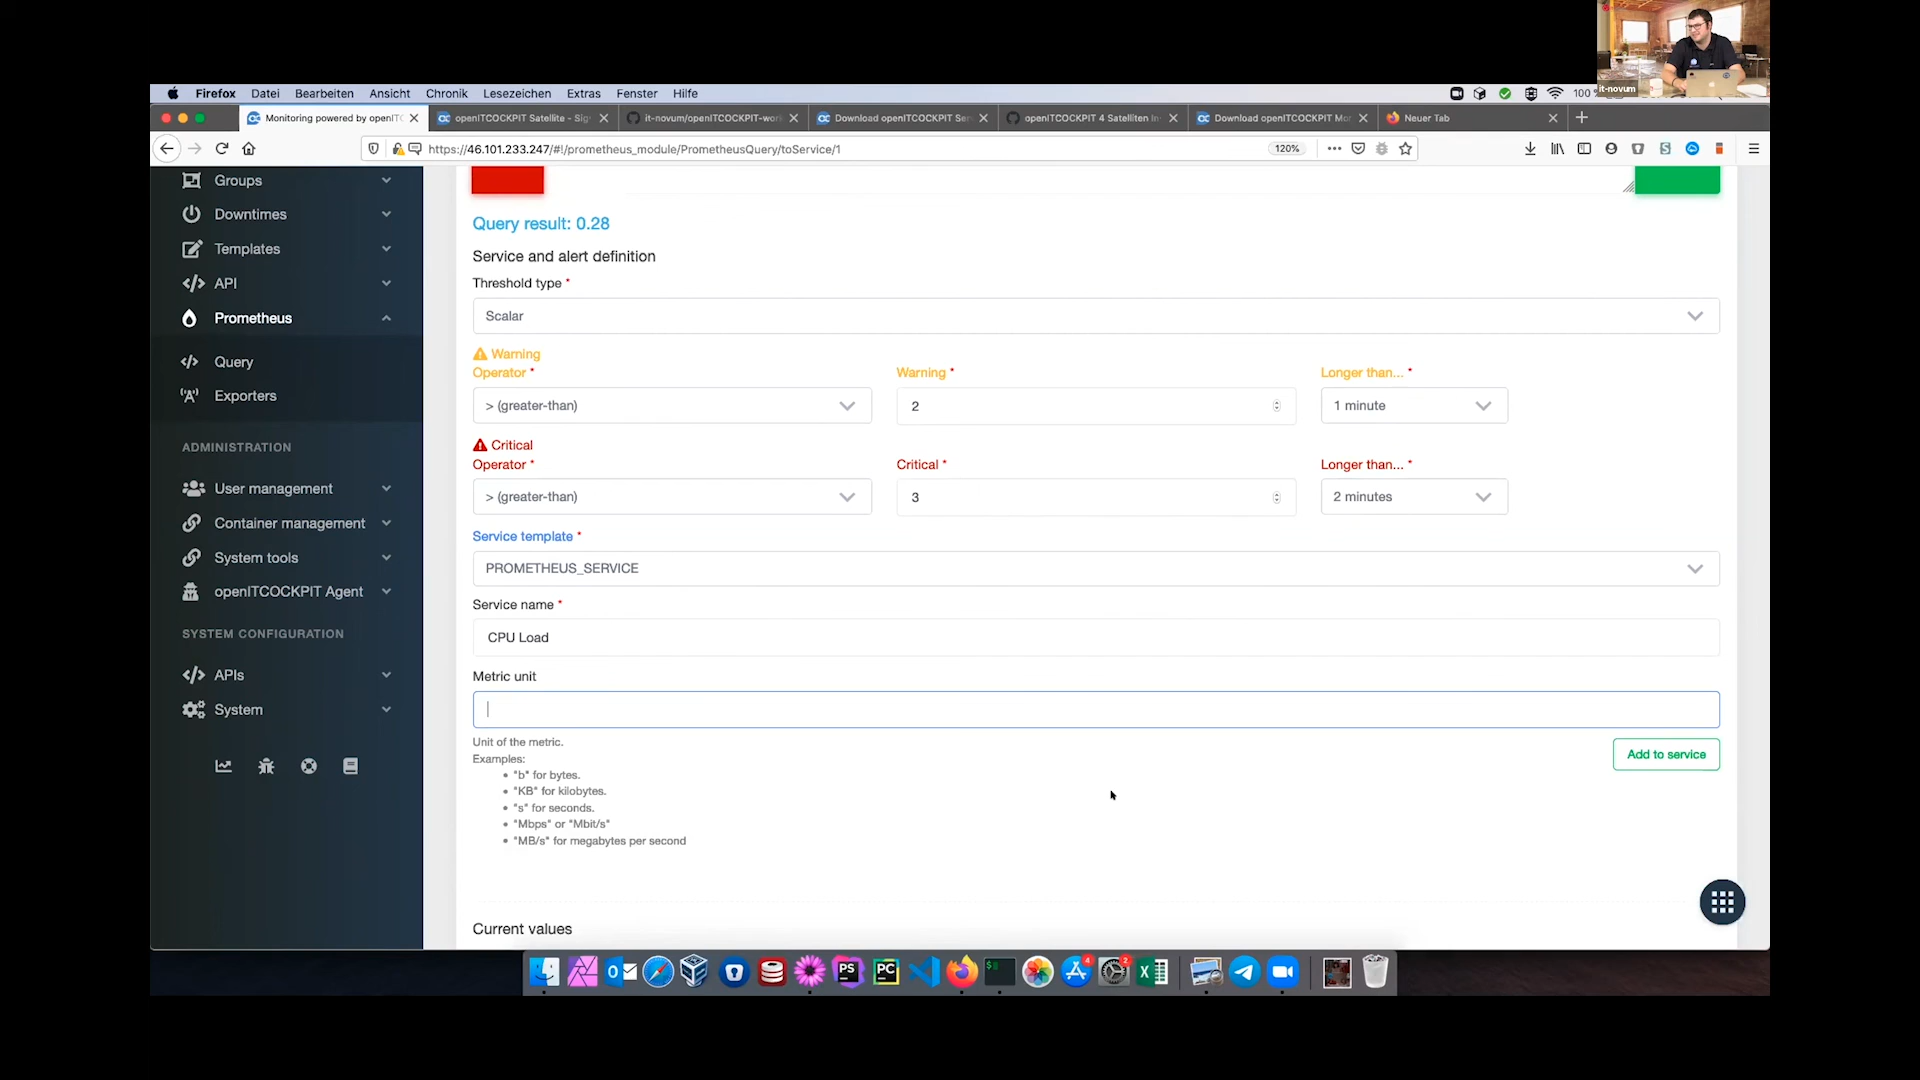 it-novum
Firefox Datei Bearbeiten Ansicht Chronik Lesezeichen Extras Fenster Hilfe
100
Monitoring powered by openITC
openITCOCKPIT Satellite - Sig
it-novum/openITCOCKPIT-wor
Download openITCOCKPIT Ser
openITCOCKPIT 4 Satelliten In
Download openITCOCKPIT Mo
Neuer Tab
https://46.101.233.247/#!/prometheus_module/PrometheusQuery/toService/1
120%
Groups
Downtimes
Templates
API
Prometheus
Query
Exporters
ADMINISTRATION
User management
Container management
System tools
openITCOCKPIT Agent
SYSTEM CONFIGURATION
APIs
System
Query result: 0.28
Service and alert definition
Threshold type *
Scalar
Warning
Operator * Warning * Longer than... *
> (greater-than) 2 1 minute
Critical
Operator * Critical * Longer than... *
> (greater-than) 3 2 minutes
Service template *
PROMETHEUS_SERVICE
Service name *
CPU Load
Metric unit
Unit of the metric.
Examples:
• "b" for bytes.
• "KB" for kilobytes.
• "s" for seconds.
• "Mbps" or "Mbit/s"
• "MB/s" for megabytes per second
Add to service
Current values
PS
PC
4
2